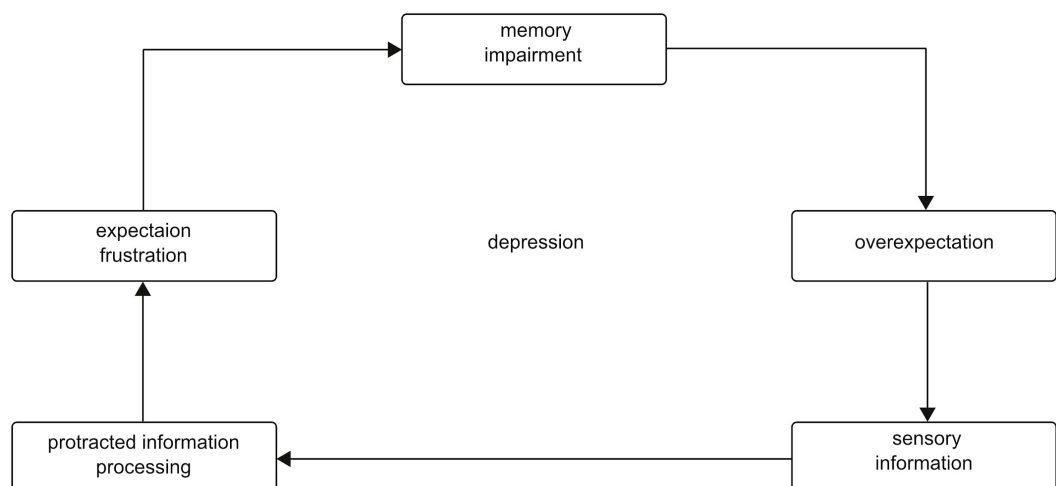 memory
impairment
expectaion
frustration
depression
overexpectation
protracted information
processing
sensory
information